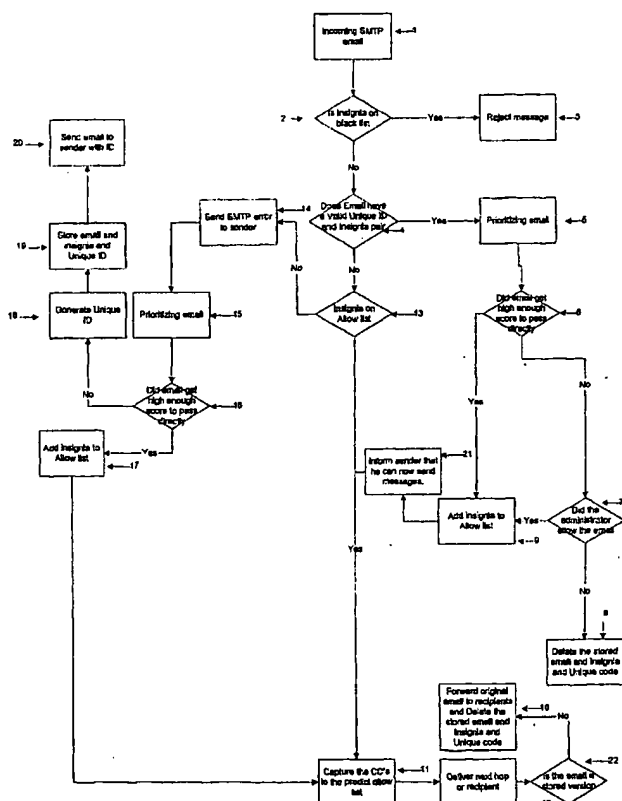 Incoming SMTP
email
1
Is Insignia on
black list
2
Yes
Reject message
3
No
Send email to
sender with ID
20
Does Email have
a Valid Unique ID
and Insignia pair
4
Yes
Prioritizing email
5
14
Send SMTP error
to sender
Store email and
insignia and
Unique ID
19
No
No
Insignia on
Allow list
13
Did email get
high enough
score to pass
directly
6
Generate Unique
ID
18
Prioritizing email
15
No
Did email get
high enough
score to pass
directly
16
Yes
Add Insignia to
Allow list
17
Yes
No
21
Inform sender that
he can now send
messages.
Add Insignia to
Allow list
9
Yes
Did the
administrator
allow the email
Yes
No
Delete the stored
email and Insignia
and Unique code
Forward original
email to recipients
and Delete the
stored email and
Insignia and
Unique code
No
Capture the CC's
to the predict allow
list
11
Deliver next hop
or recipient
Is the email a
stored version
22